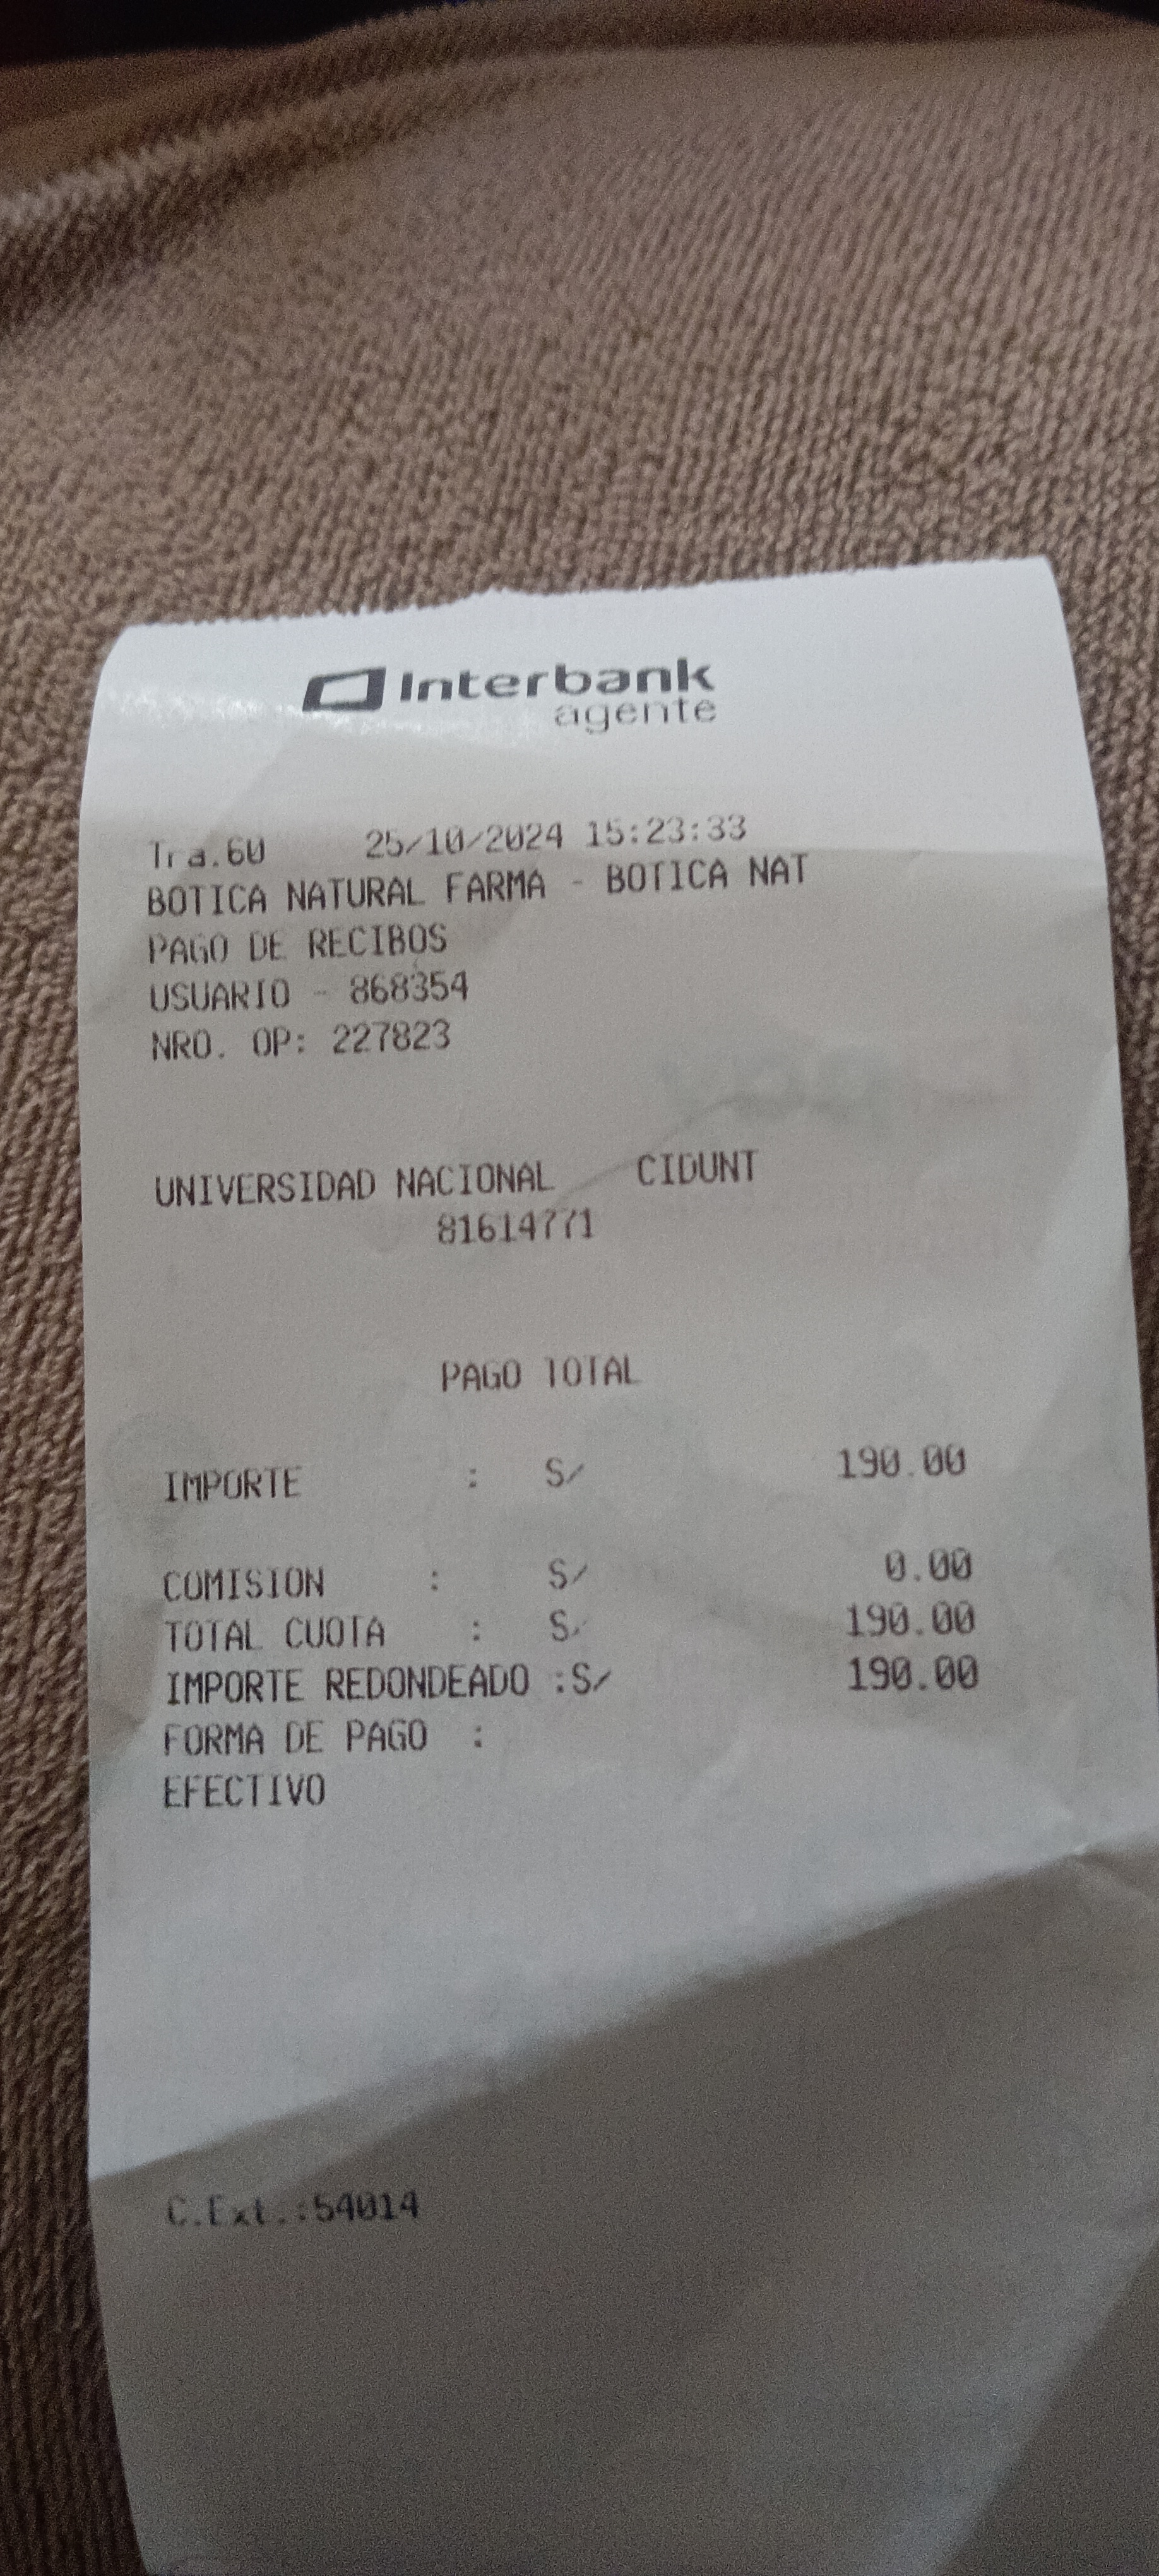 Interbank
agente
Tra.60 25/10/2024 15:23:33
BOTICA NATURAL FARMA - BOTICA NAT
PAGO DE RECIBOS
USUARIO - 868354
NRO. OP: 227823
UNIVERSIDAD NACIONAL CIDUNT
81614771
PAGO TOTAL
IMPORTE : S/ 190.00
COMISION : S/ 0.00
TOTAL CUOTA : S/ 190.00
IMPORTE REDONDEADO :S/ 190.00
FORMA DE PAGO :
EFECTIVO
C.Ext.:54014